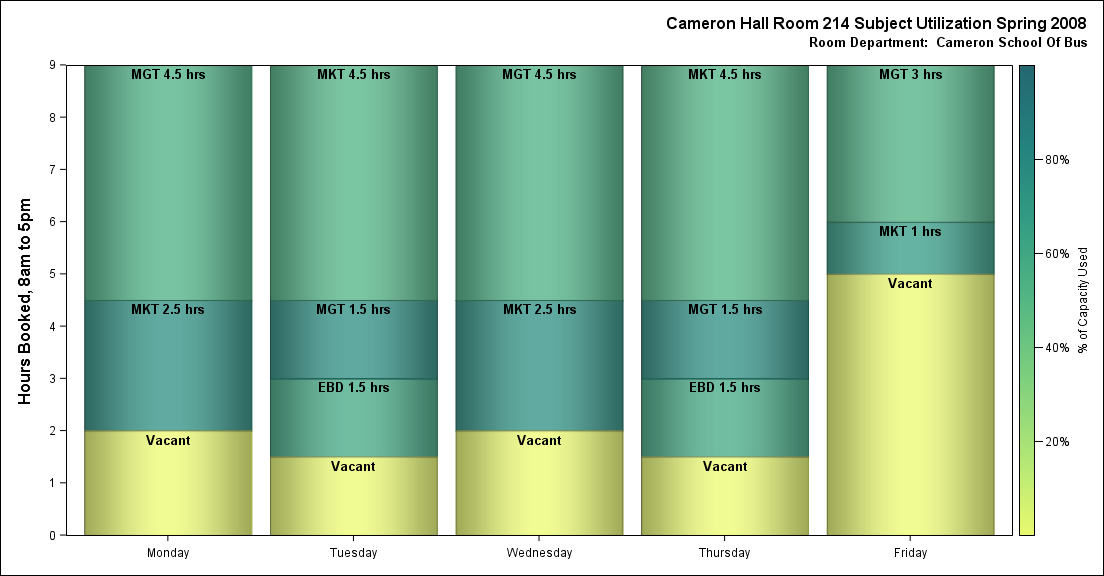 Cameron Hall Room 214 Subject Utilization Spring 2008
Room Department:  Cameron School Of Bus
Hours Booked, 8am to 5pm
9
8
7
6
5
4
3
2
1
0
MGT 4.5 hrs
MKT 2.5 hrs
Vacant
MKT 4.5 hrs
MGT 1.5 hrs
EBD 1.5 hrs
Vacant
MGT 4.5 hrs
MKT 2.5 hrs
Vacant
MKT 4.5 hrs
MGT 1.5 hrs
EBD 1.5 hrs
Vacant
MGT 3 hrs
MKT 1 hrs
Vacant
Monday
Tuesday
Wednesday
Thursday
Friday
80%
60%
40%
20%
% of Capacity Used